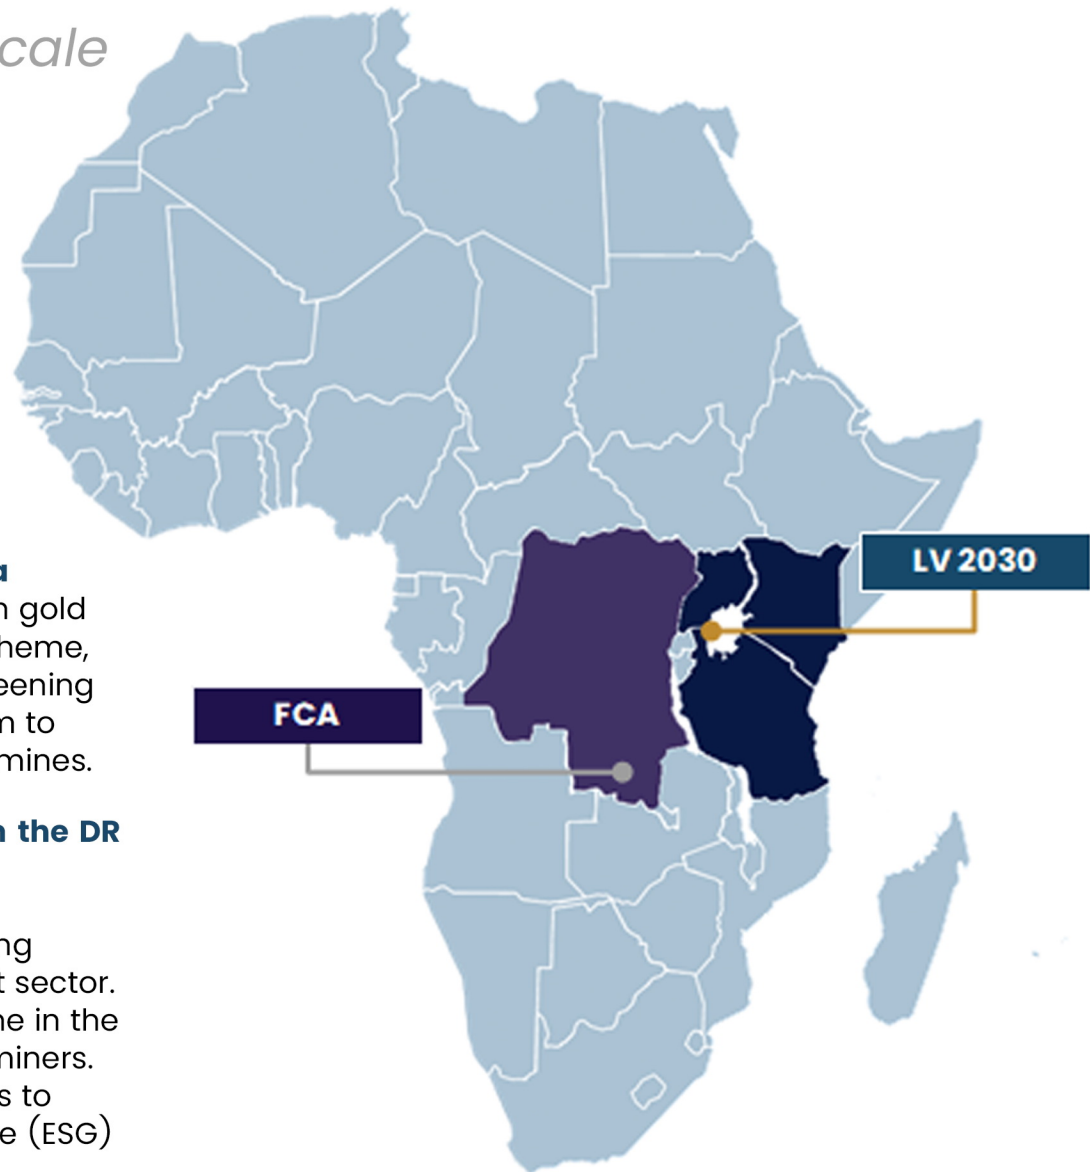 cale
a
n gold
heme,
eening
m to
mines.
n the DR
ng
t sector.
ne in the
miners.
s to
e (ESG)
FCA
LV 2030